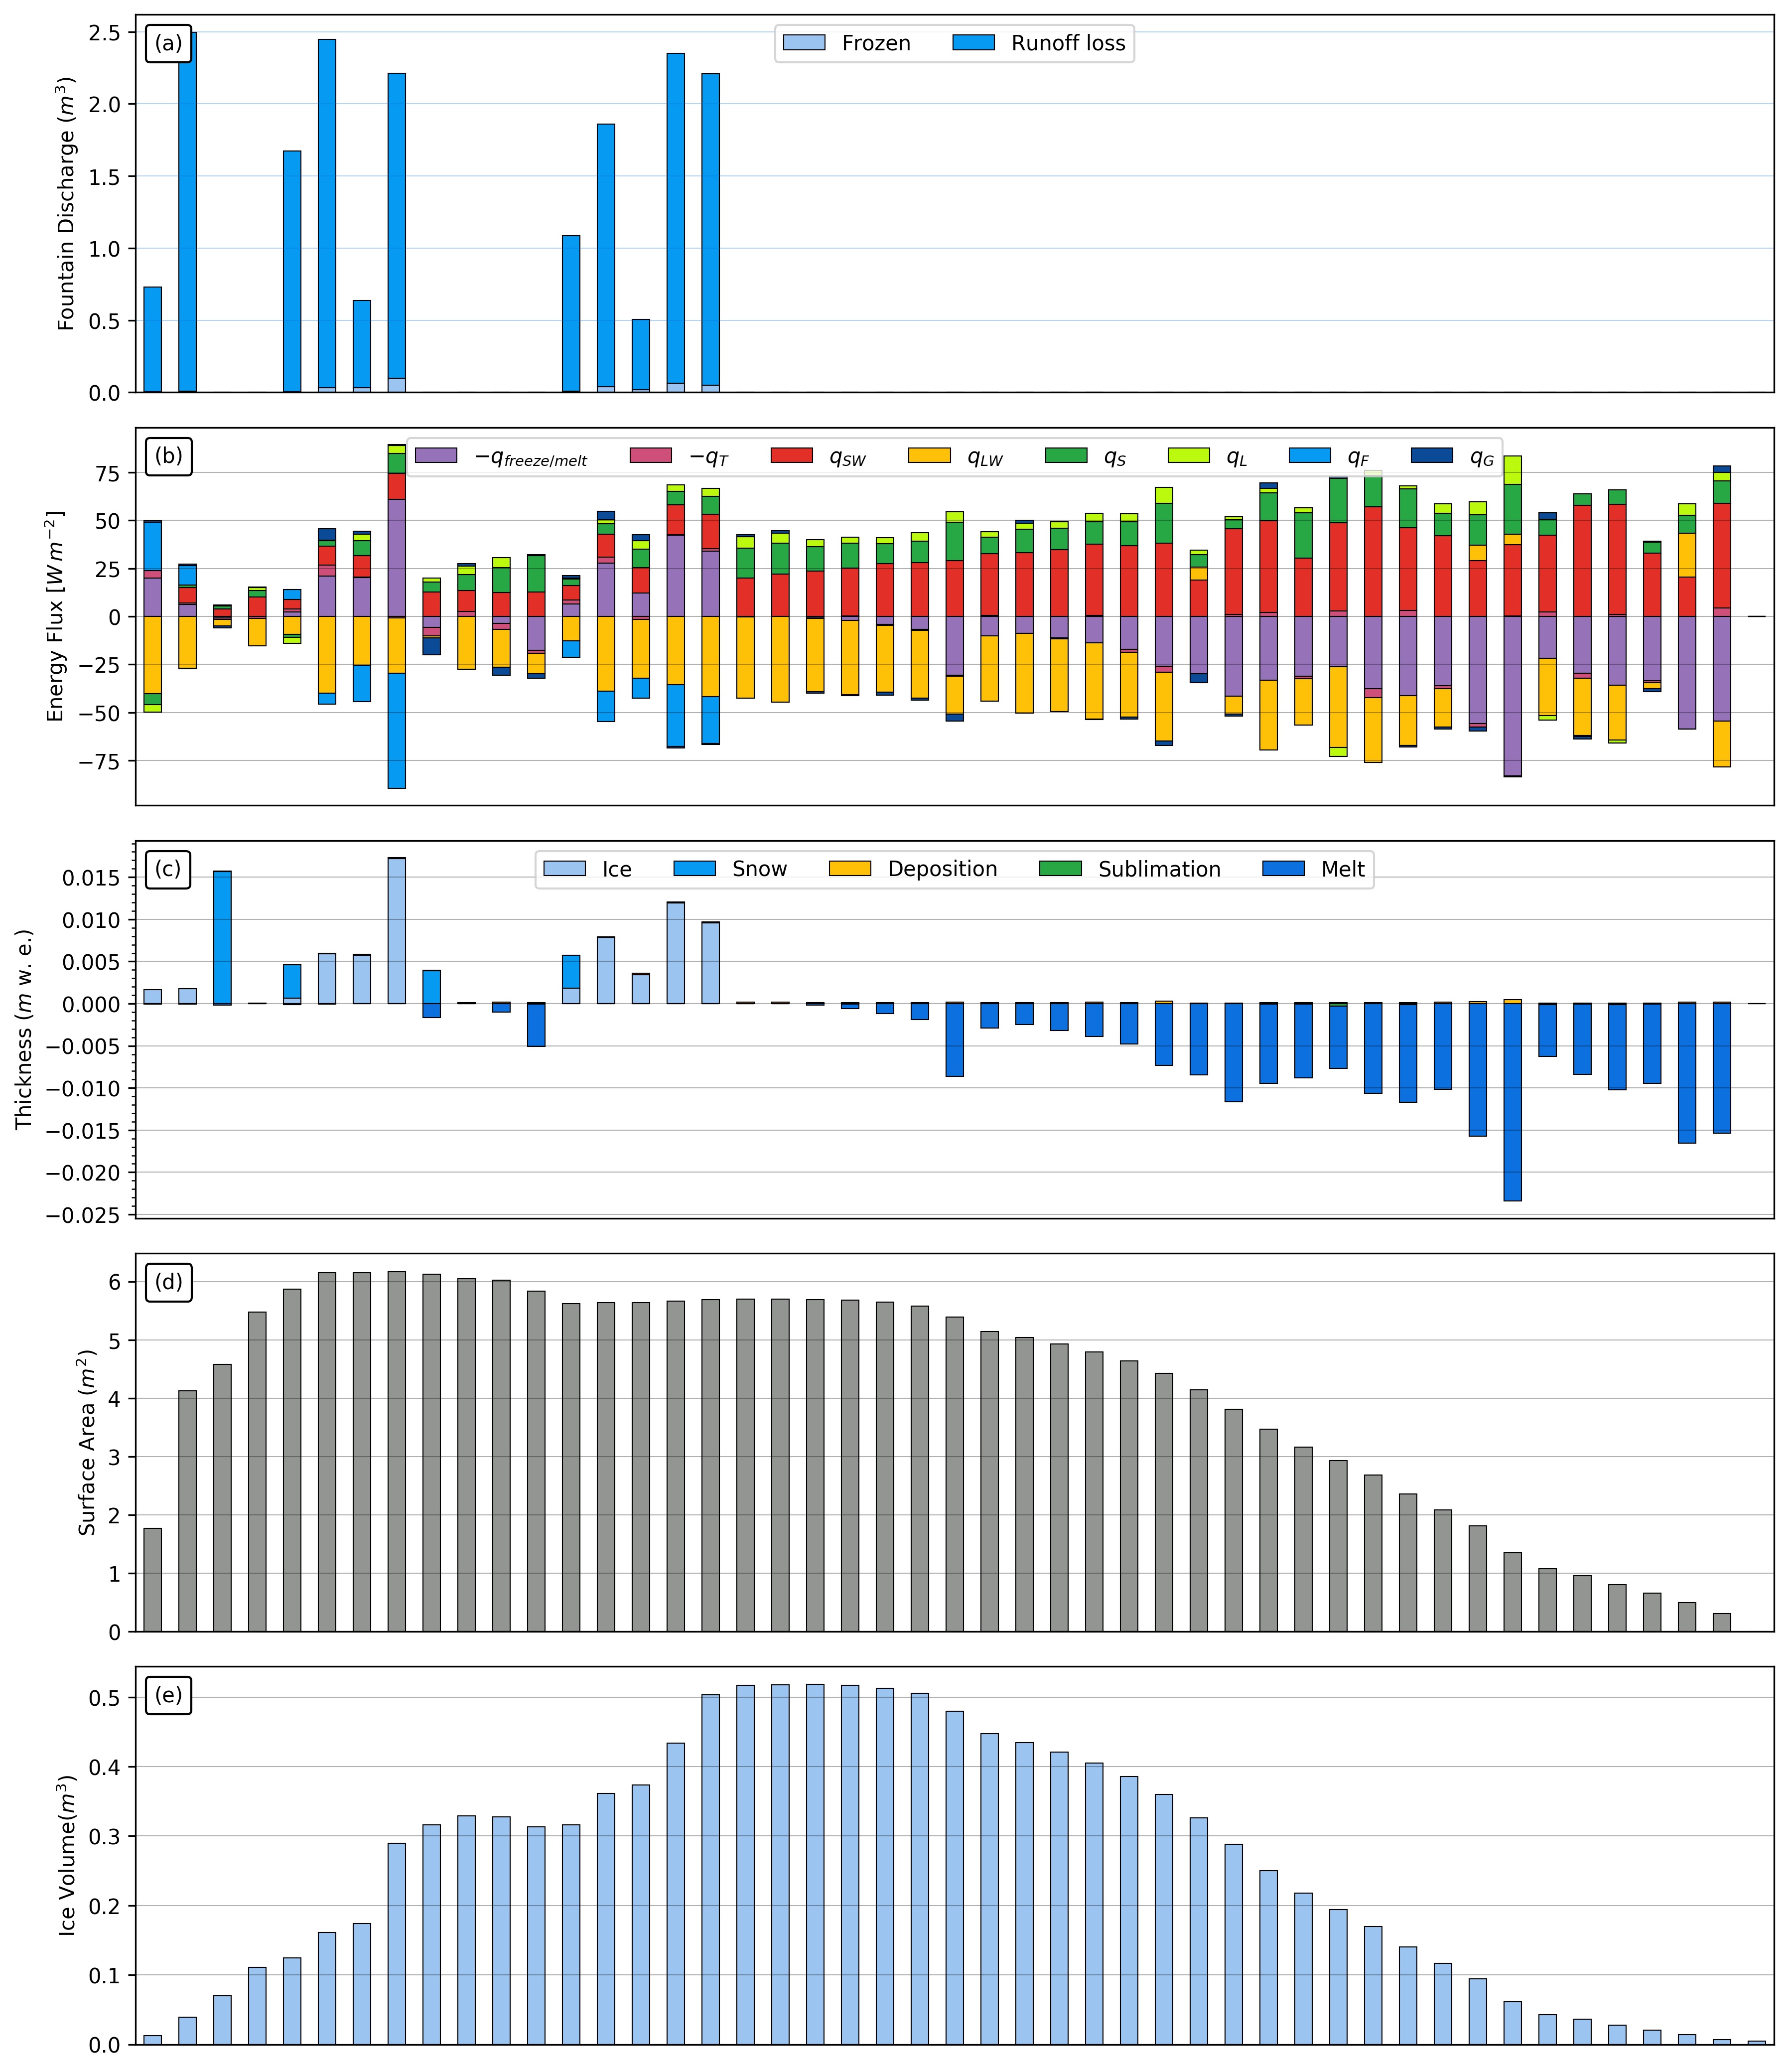 (a)
Frozen
Runoff loss
Fountain Discharge (m³)
2.5
2.0
1.5
1.0
0.5
0.0
(b)
−q_freeze/melt
−q_T
q_SW
q_LW
q_S
q_L
q_F
q_G
Energy Flux [W m⁻²]
75
50
25
0
−25
−50
−75
(c)
Ice
Snow
Deposition
Sublimation
Melt
Thickness (m w. e.)
0.015
0.010
0.005
0.000
−0.005
−0.010
−0.015
−0.020
−0.025
(d)
Surface Area (m²)
6
5
4
3
2
1
0
(e)
Ice Volume(m³)
0.5
0.4
0.3
0.2
0.1
0.0